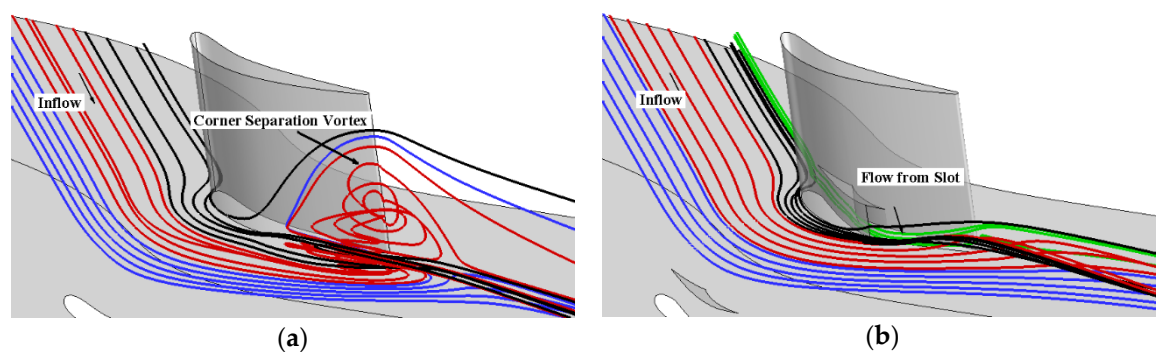 Inflow
Corner Separation Vortex
(a)
Inflow
Flow from Slot
(b)